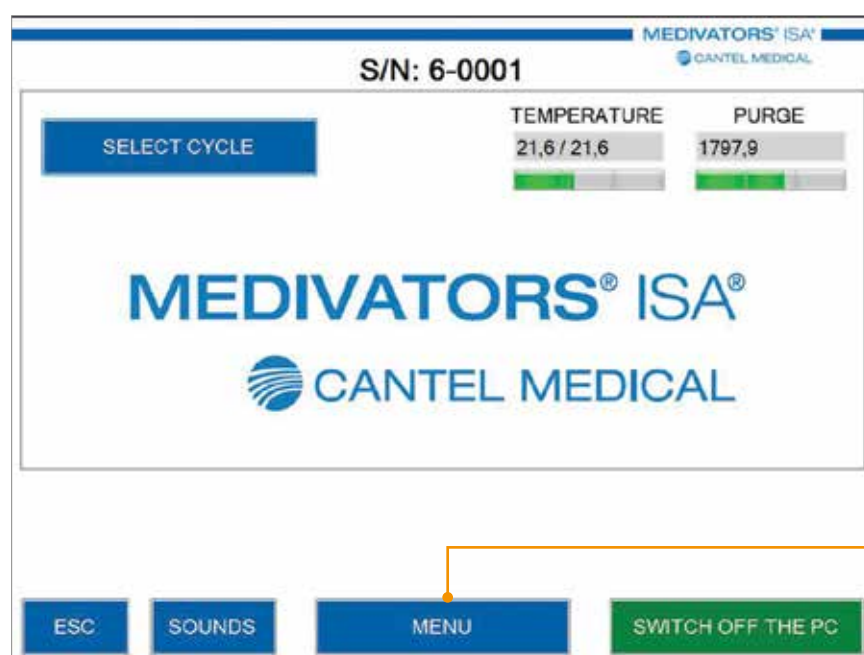 MEDIVATORS® ISA®
CANTEL MEDICAL
S/N: 6-0001
SELECT CYCLE
TEMPERATURE PURGE
21,6 / 21,6 1797,9
MEDIVATORS® ISA®
CANTEL MEDICAL
ESC SOUNDS MENU SWITCH OFF THE PC